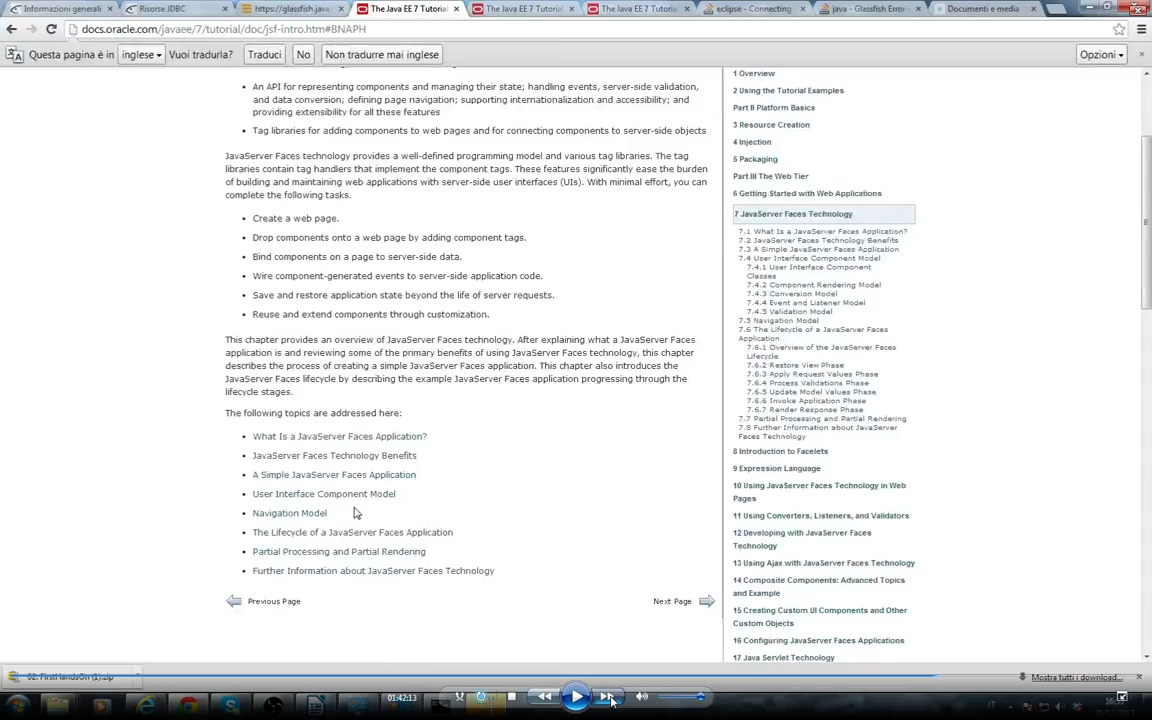 Informazioni generali
Risorse JDBC
https://glassfish.jave
The Java EE 7 Tutorial
The Java EE 7 Tutoria
The Java EE 7 Tutorial
eclipse - Connecting
java - Glassfish Error
Documenti e media
docs.oracle.com/javaee/7/tutorial/doc/jsf-intro.htm#BNAPH
Questa pagina è in inglese Vuoi tradurla? Traduci No Non tradurre mai inglese Opzioni
• An API for representing components and managing their state; handling events, server-side validation,
and data conversion; defining page navigation; supporting internationalization and accessibility; and
providing extensibility for all these features
• Tag libraries for adding components to web pages and for connecting components to server-side objects
JavaServer Faces technology provides a well-defined programming model and various tag libraries. The tag
libraries contain tag handlers that implement the component tags. These features significantly ease the burden
of building and maintaining web applications with server-side user interfaces (UIs). With minimal effort, you can
complete the following tasks.
• Create a web page.
• Drop components onto a web page by adding component tags.
• Bind components on a page to server-side data.
• Wire component-generated events to server-side application code.
• Save and restore application state beyond the life of server requests.
• Reuse and extend components through customization.
This chapter provides an overview of JavaServer Faces technology. After explaining what a JavaServer Faces
application is and reviewing some of the primary benefits of using JavaServer Faces technology, this chapter
describes the process of creating a simple JavaServer Faces application. This chapter also introduces the
JavaServer Faces lifecycle by describing the example JavaServer Faces application progressing through the
lifecycle stages.
The following topics are addressed here:
• What Is a JavaServer Faces Application?
• JavaServer Faces Technology Benefits
• A Simple JavaServer Faces Application
• User Interface Component Model
• Navigation Model
• The Lifecycle of a JavaServer Faces Application
• Partial Processing and Partial Rendering
• Further Information about JavaServer Faces Technology
Previous Page
Next Page
1 Overview
2 Using the Tutorial Examples
Part II Platform Basics
3 Resource Creation
4 Injection
5 Packaging
Part III The Web Tier
6 Getting Started with Web Applications
7 JavaServer Faces Technology
7.1 What Is a JavaServer Faces Application?
7.2 JavaServer Faces Technology Benefits
7.3 A Simple JavaServer Faces Application
7.4 User Interface Component Model
7.4.1 User Interface Component
Classes
7.4.2 Component Rendering Model
7.4.3 Conversion Model
7.4.4 Event and Listener Model
7.4.5 Validation Model
7.5 Navigation Model
7.6 The Lifecycle of a JavaServer Faces
Application
7.6.1 Overview of the JavaServer Faces
Lifecycle
7.6.2 Restore View Phase
7.6.3 Apply Request Values Phase
7.6.4 Process Validations Phase
7.6.5 Update Model Values Phase
7.6.6 Invoke Application Phase
7.6.7 Render Response Phase
7.7 Partial Processing and Partial Rendering
7.8 Further Information about JavaServer
Faces Technology
8 Introduction to Facelets
9 Expression Language
10 Using JavaServer Faces Technology in Web
Pages
11 Using Converters, Listeners, and Validators
12 Developing with JavaServer Faces
Technology
13 Using Ajax with JavaServer Faces Technology
14 Composite Components: Advanced Topics
and Example
15 Creating Custom UI Components and Other
Custom Objects
16 Configuring JavaServer Faces Applications
17 Java Servlet Technology
02. FirstHandsOn (1).zip
Mostra tutti i download...
01:42:13
IT